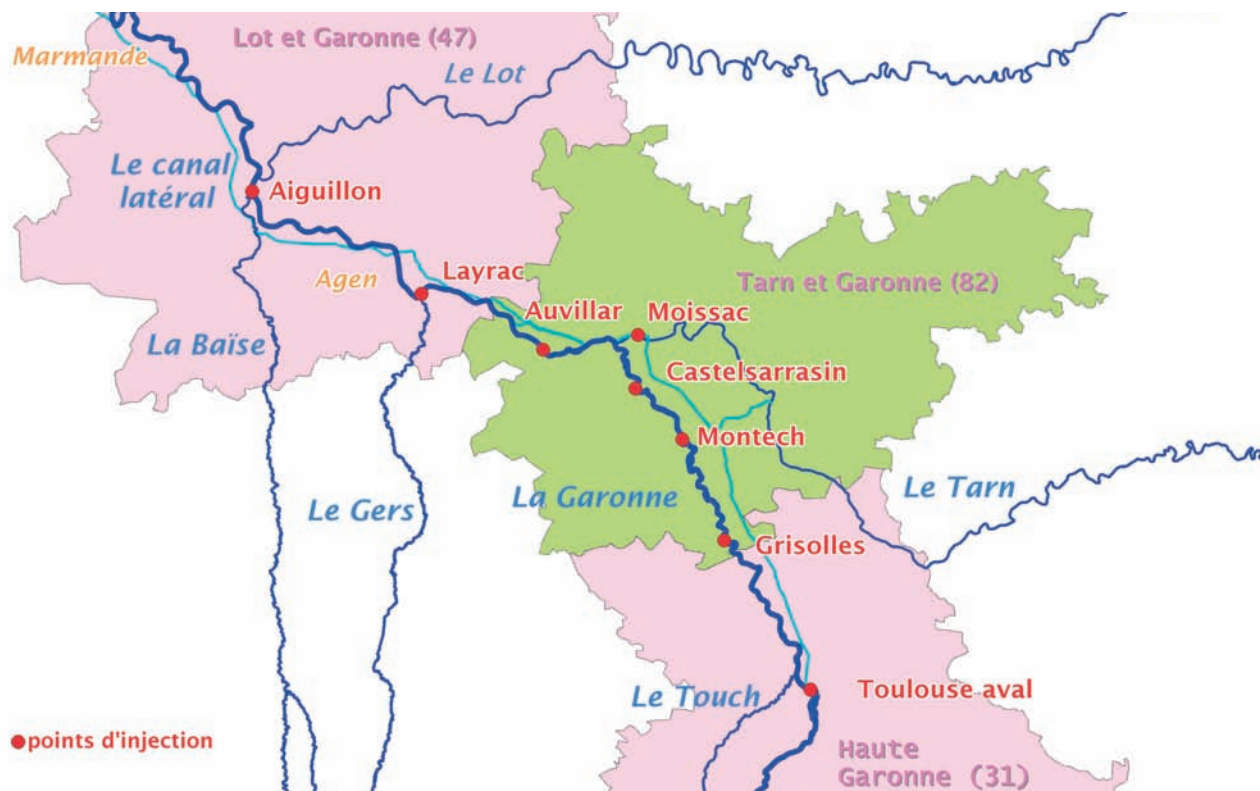 Lot et Garonne (47)
Marmande
Le Lot
Le canal
latéral
Aiguillon
Agen
Layrac
Tarn et Garonne (82)
Auvillar
Moissac
La Baïse
Castelsarrasin
Montech
Le Gers
La Garonne
Le Tarn
Grisolles
Le Touch
Toulouse aval
points d'injection
Haute
Garonne (31)